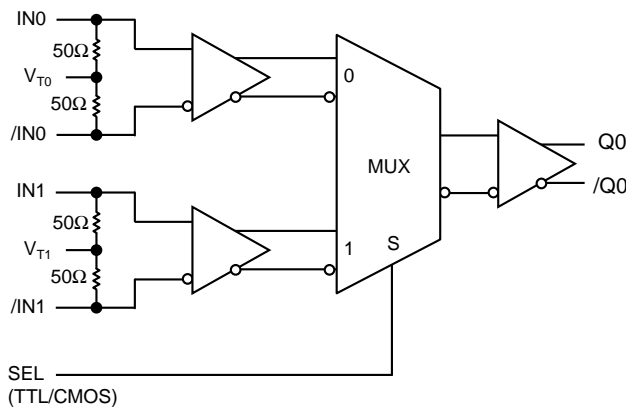 IN0
50Ω
VT0
50Ω
/IN0
0
MUX
Q0
/Q0
IN1
50Ω
VT1
50Ω
/IN1
1
S
SEL
(TTL/CMOS)